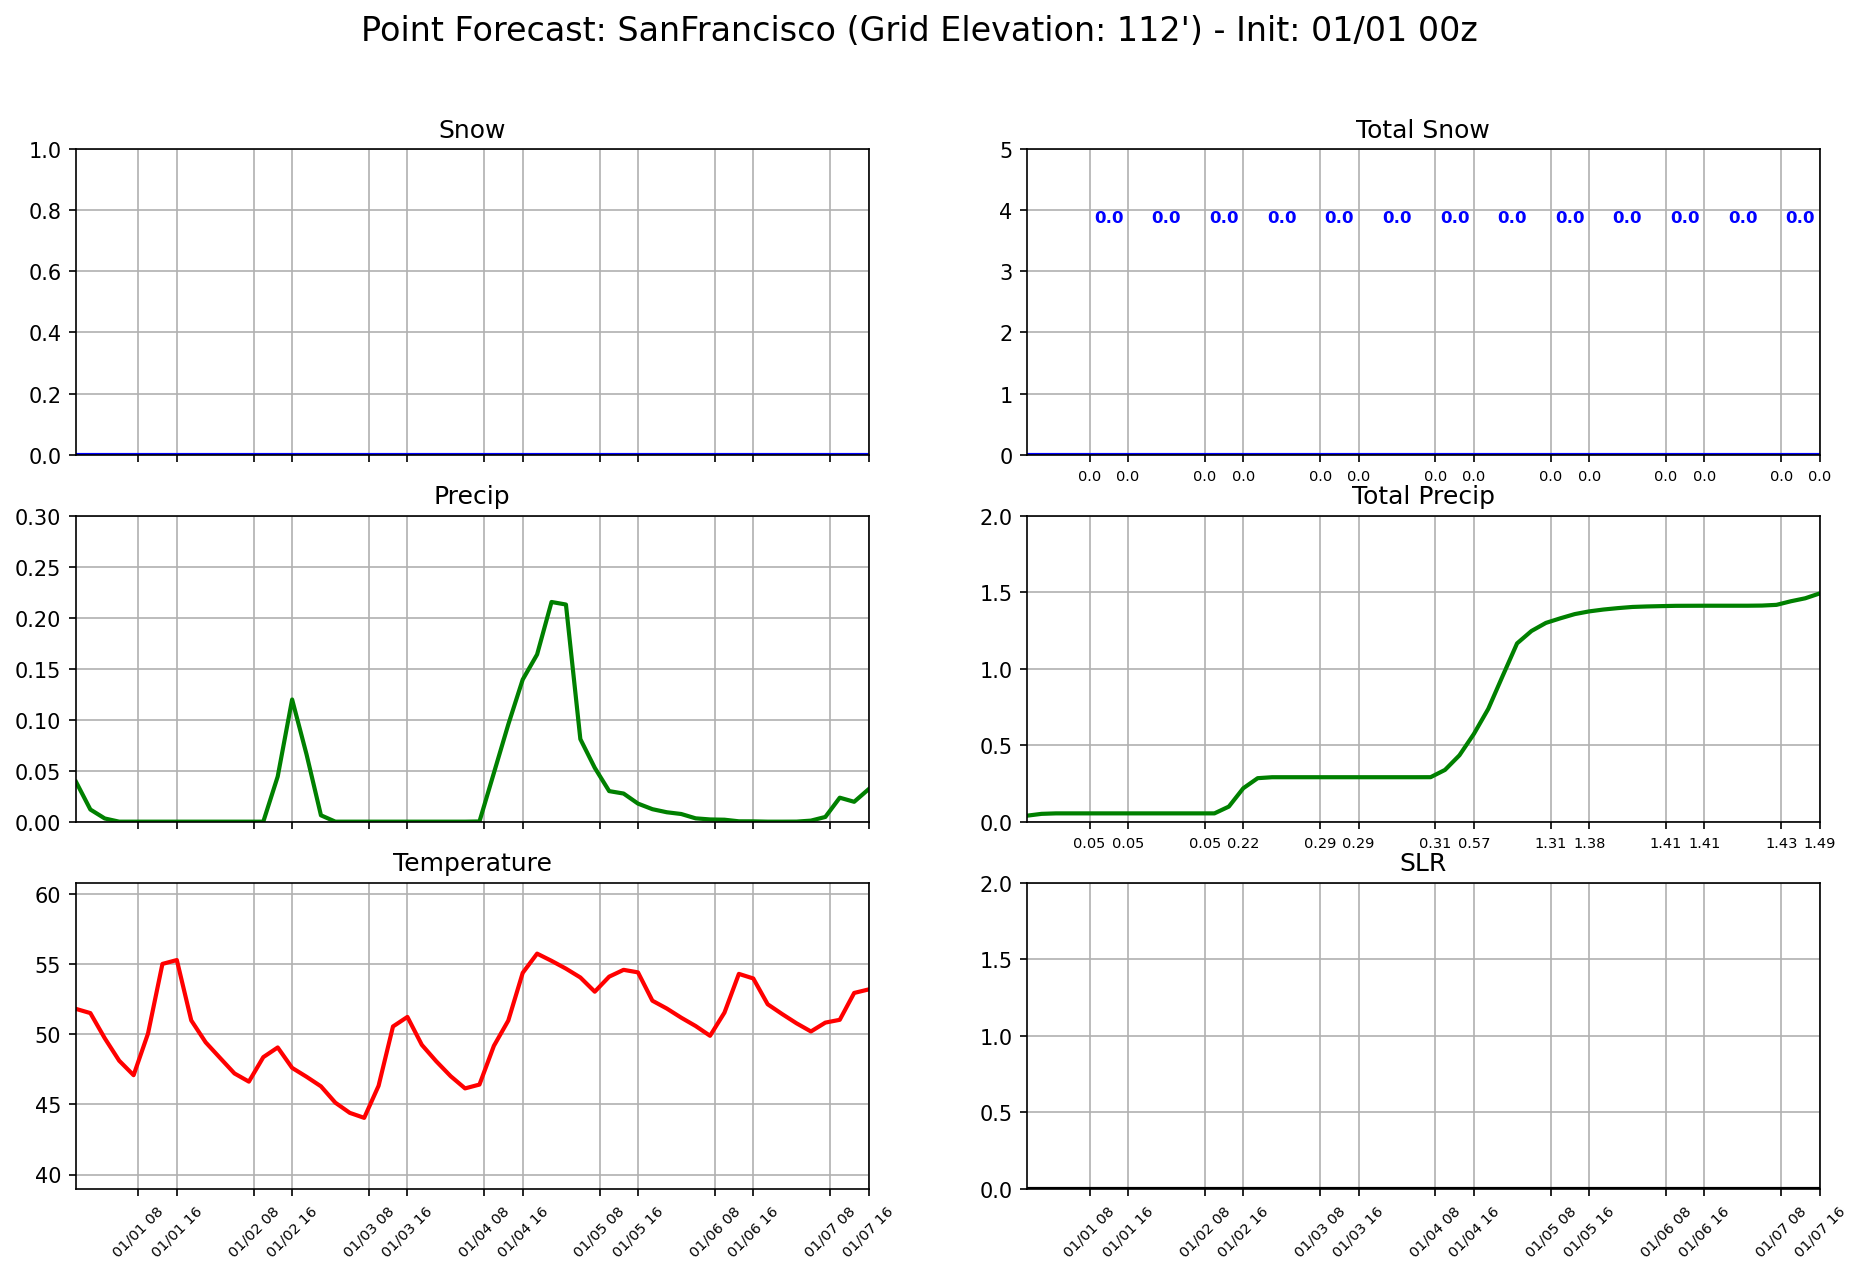 Point Forecast: SanFrancisco (Grid Elevation: 112') - Init: 01/01 00z
Snow
1.0
0.8
0.6
0.4
0.2
0.0
Total Snow
5
4
3
2
1
0
0.0 0.0 0.0 0.0 0.0 0.0 0.0 0.0 0.0 0.0 0.0 0.0 0.0
0.0 0.0 0.0 0.0 0.0 0.0 0.0 0.0 0.0 0.0 0.0 0.0 0.0 0.0
Precip
0.30
0.25
0.20
0.15
0.10
0.05
0.00
Total Precip
2.0
1.5
1.0
0.5
0.0
0.05 0.05 0.05 0.22 0.29 0.29 0.31 0.57 1.31 1.38 1.41 1.41 1.43 1.49
Temperature
60
55
50
45
40
01/01 08 01/01 16 01/02 08 01/02 16 01/03 08 01/03 16 01/04 08 01/04 16 01/05 08 01/05 16 01/06 08 01/06 16 01/07 08 01/07 16
SLR
2.0
1.5
1.0
0.5
0.0
01/01 08 01/01 16 01/02 08 01/02 16 01/03 08 01/03 16 01/04 08 01/04 16 01/05 08 01/05 16 01/06 08 01/06 16 01/07 08 01/07 16